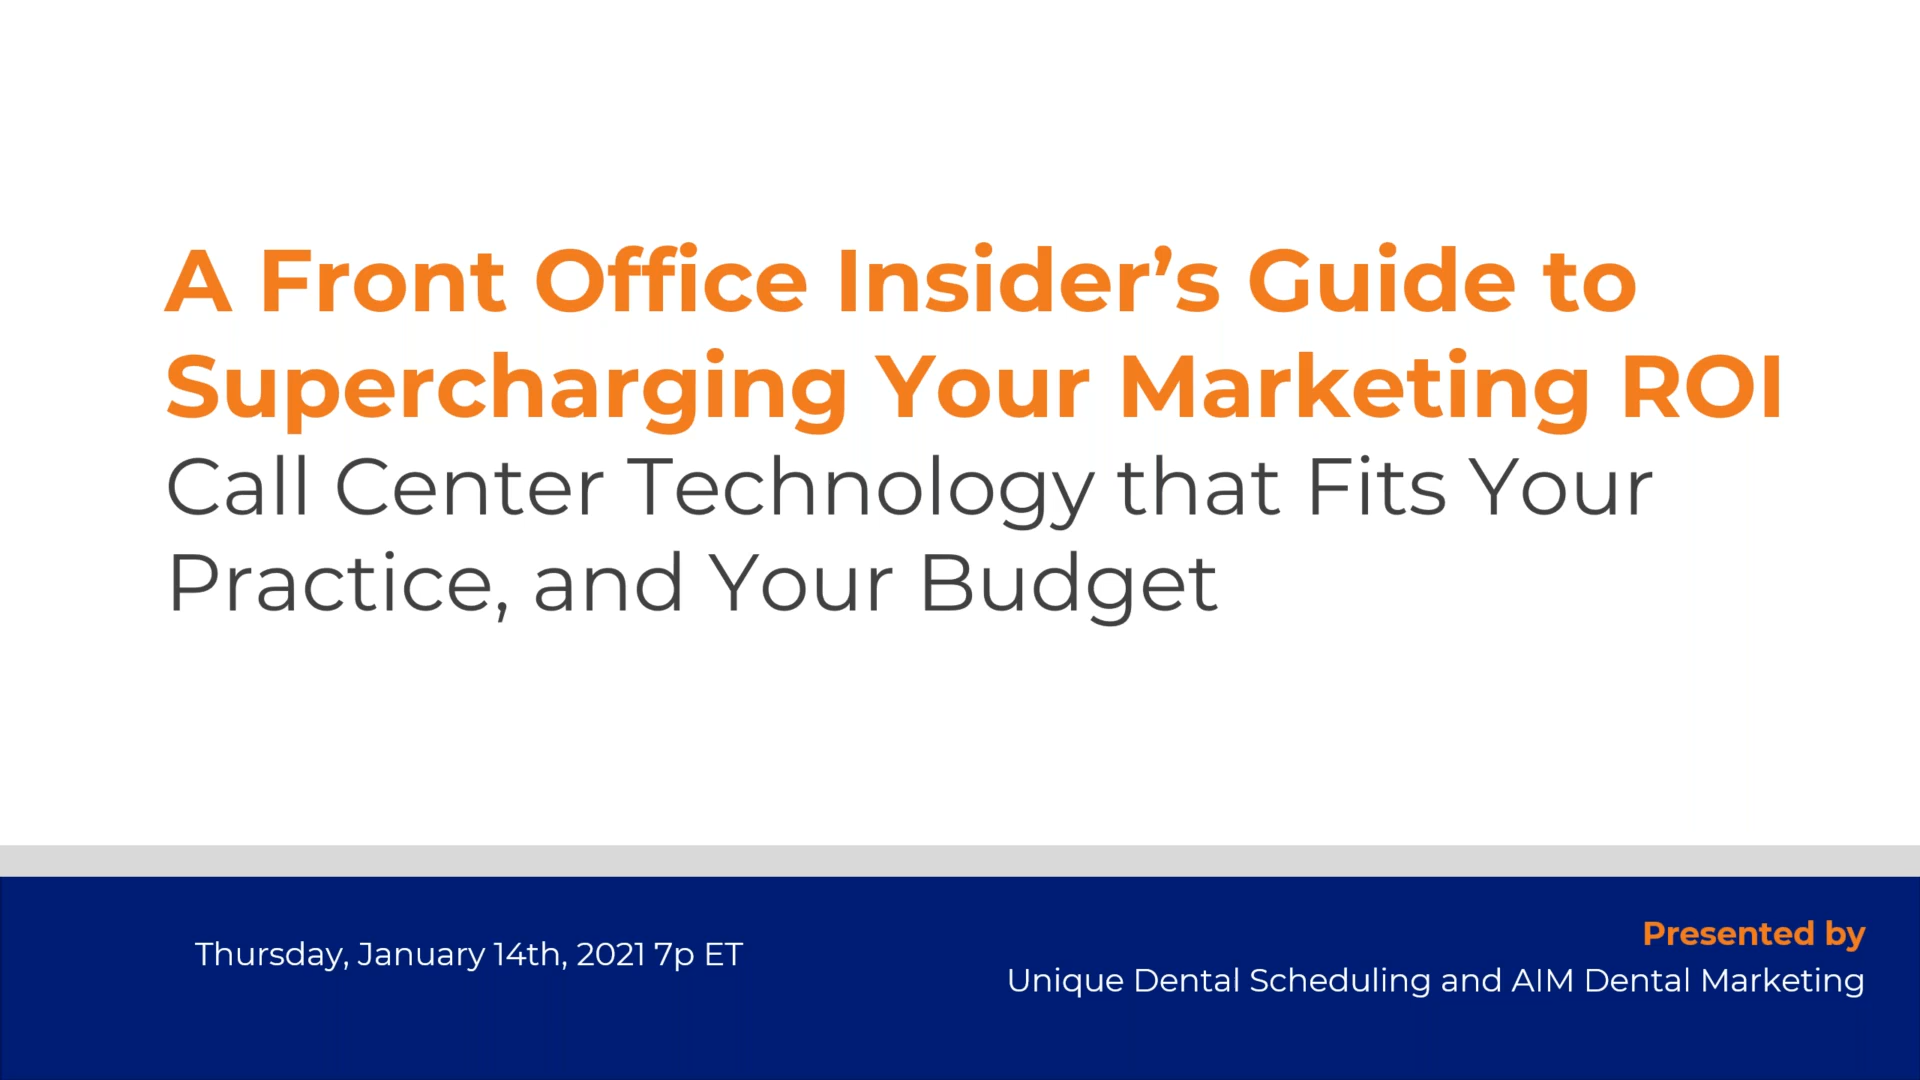 A Front Office Insider’s Guide to
Supercharging Your Marketing ROI
Call Center Technology that Fits Your
Practice, and Your Budget
Thursday, January 14th, 2021 7p ET
Presented by
Unique Dental Scheduling and AIM Dental Marketing